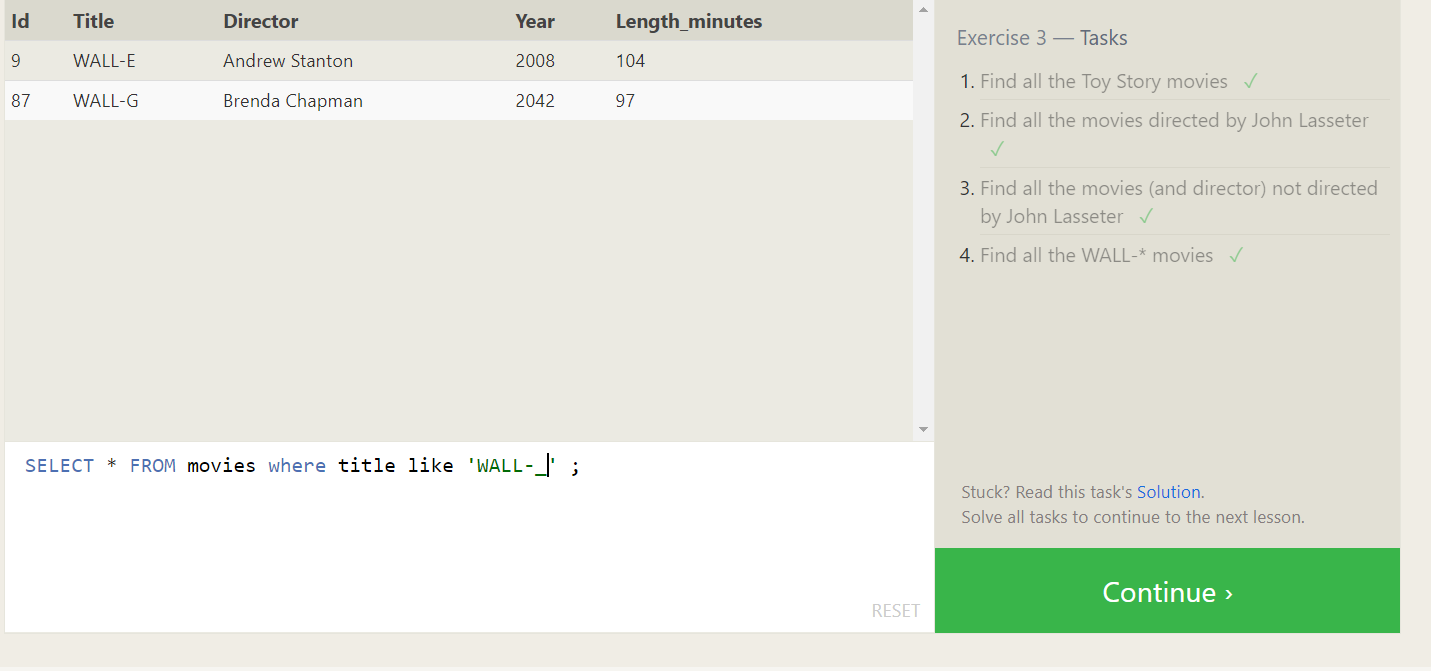 Id Title Director Year Length_minutes
9 WALL-E Andrew Stanton 2008 104
87 WALL-G Brenda Chapman 2042 97
SELECT * FROM movies where title like 'WALL-_' ;
RESET
Exercise 3 — Tasks
1. Find all the Toy Story movies ✓
2. Find all the movies directed by John Lasseter
✓
3. Find all the movies (and director) not directed
by John Lasseter ✓
4. Find all the WALL-* movies ✓
Stuck? Read this task's Solution.
Solve all tasks to continue to the next lesson.
Continue ›